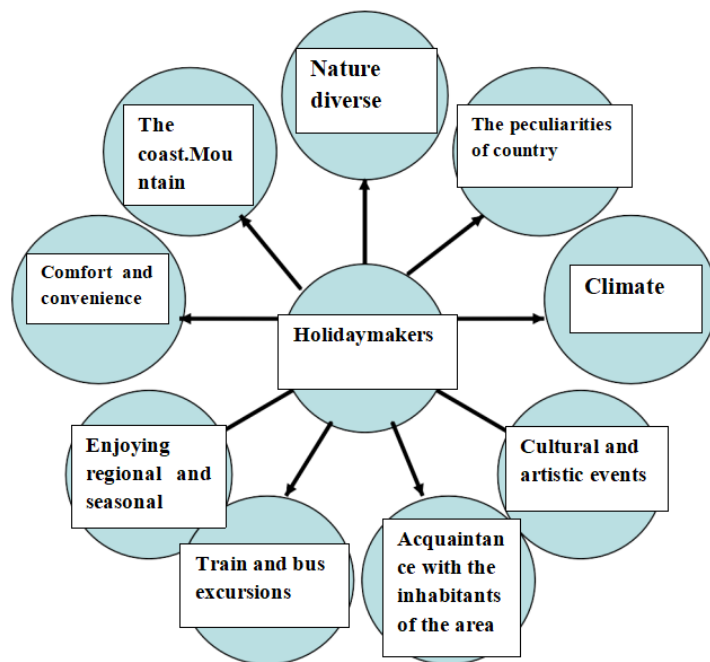 Nature
diverse
The
coast.Mou
ntain
The peculiarities
of country
Comfort and
convenience
Climate
Holidaymakers
Enjoying
regional and
seasonal
Cultural and
artistic events
Train and bus
excursions
Acquaintan
ce with the
inhabitants
of the area